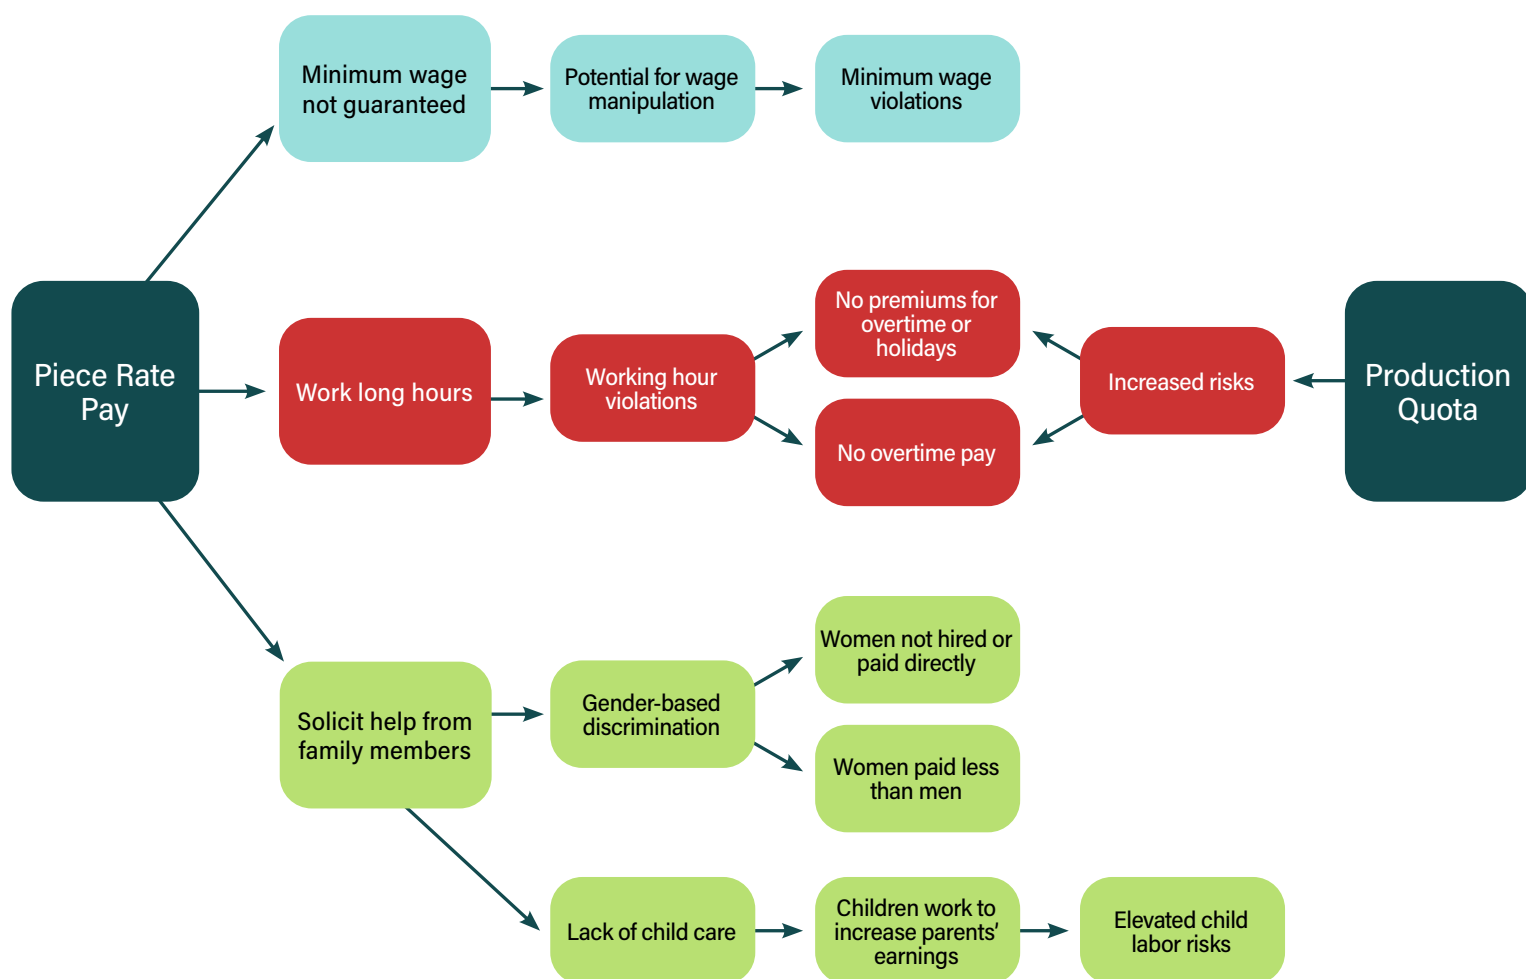 Minimum wage
not guaranteed
Potential for wage
manipulation
Minimum wage
violations
Piece Rate
Pay
Work long hours
Working hour
violations
No premiums for
overtime or
holidays
No overtime pay
Increased risks
Production
Quota
Solicit help from
family members
Gender-based
discrimination
Women not hired or
paid directly
Women paid less
than men
Lack of child care
Children work to
increase parents’
earnings
Elevated child
labor risks